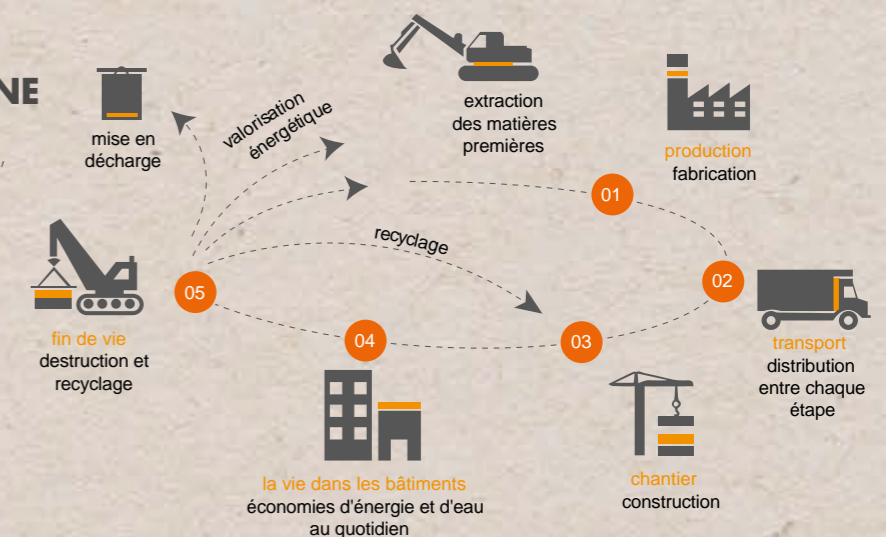 NE
mise en
décharge
valorisation
énergétique
extraction
des matières
premières
production
fabrication
01
recyclage
02
05
transport
distribution
entre chaque
étape
04
03
fin de vie
destruction et
recyclage
la vie dans les bâtiments
économies d'énergie et d'eau
au quotidien
chantier
construction